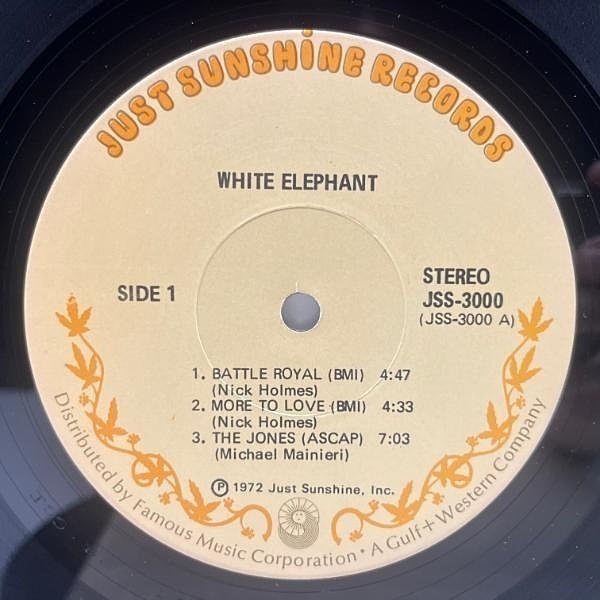 JUST SUNSHINE RECORDS
WHITE ELEPHANT
SIDE 1
STEREO
JSS-3000
(JSS-3000 A)
1. BATTLE ROYAL (BMI) 4:47
(Nick Holmes)
2. MORE TO LOVE (BMI) 4:33
(Nick Holmes)
3. THE JONES (ASCAP) 7:03
(Michael Mainieri)
Ⓟ 1972 Just Sunshine, Inc.
Distributed by Famous Music Corporation • A Gulf+Western Company